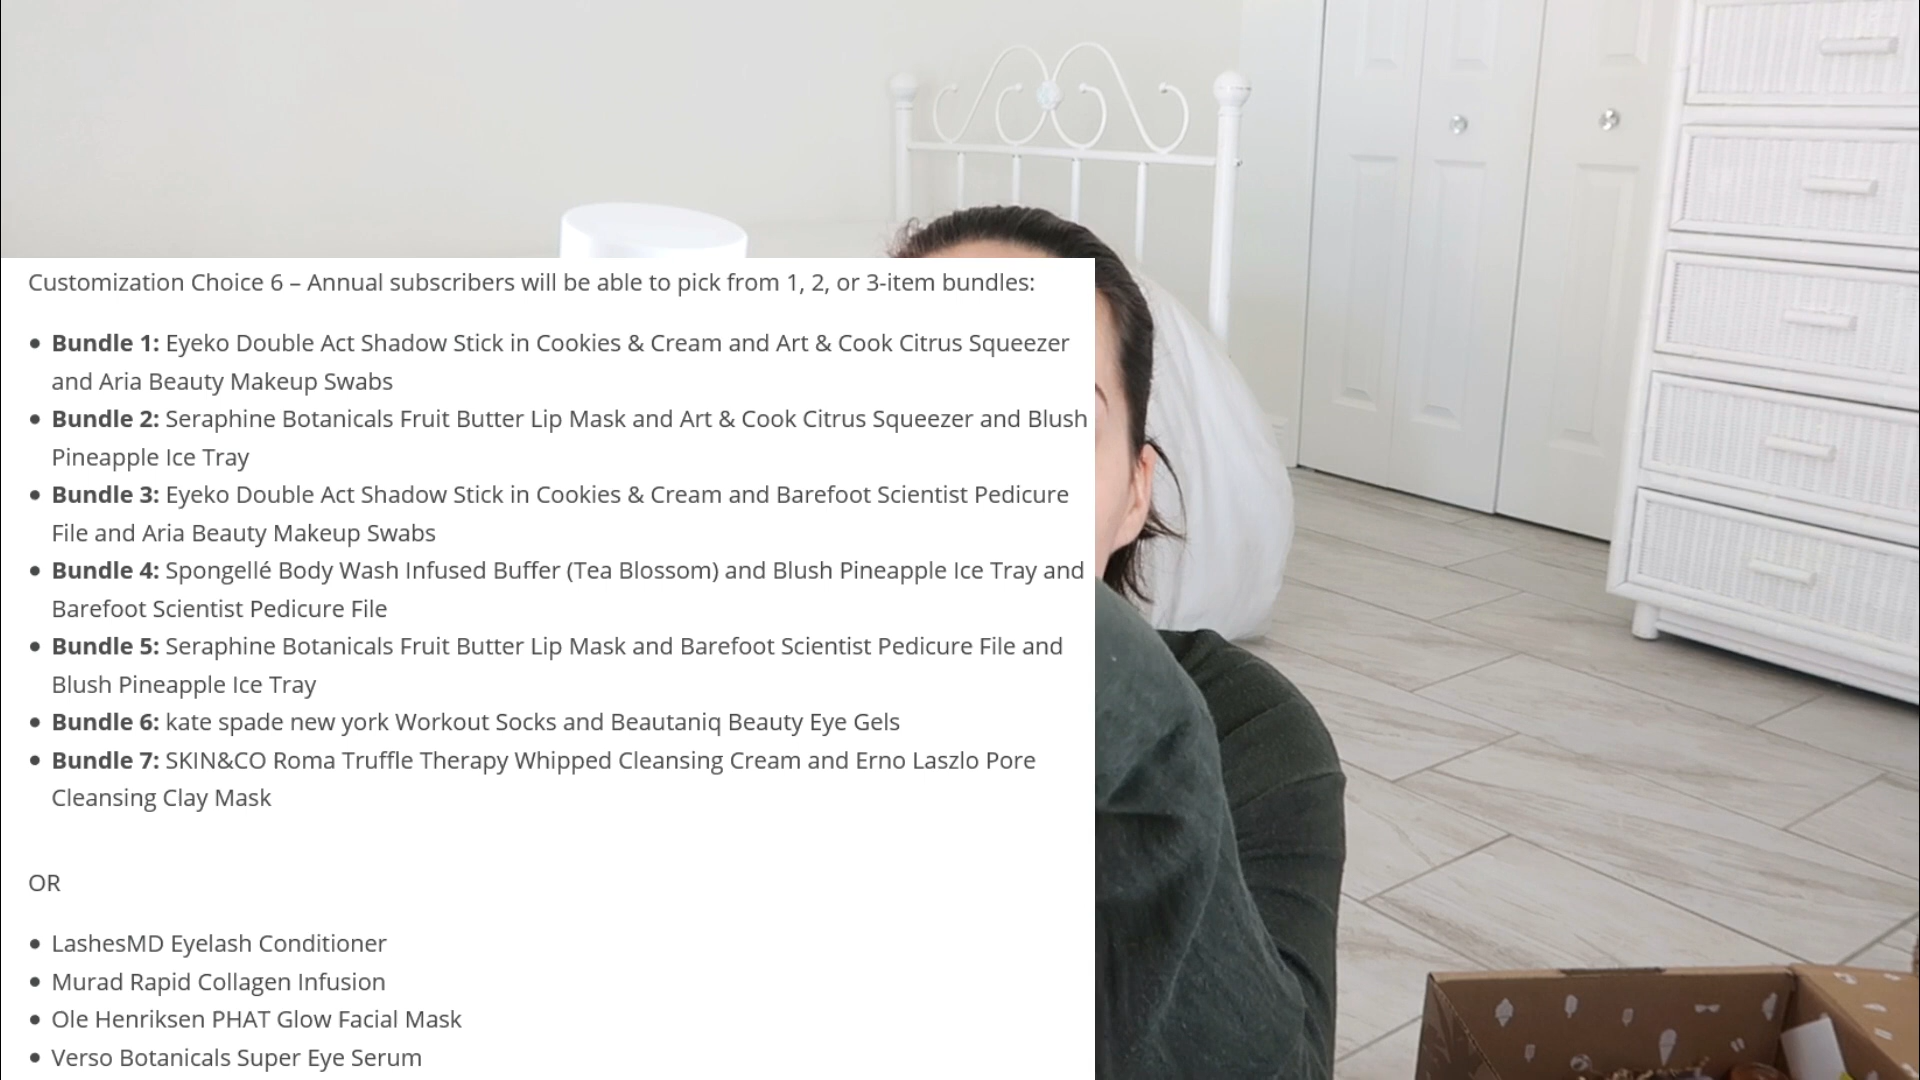 Customization Choice 6 – Annual subscribers will be able to pick from 1, 2, or 3-item bundles:
• Bundle 1: Eyeko Double Act Shadow Stick in Cookies & Cream and Art & Cook Citrus Squeezer
and Aria Beauty Makeup Swabs
• Bundle 2: Seraphine Botanicals Fruit Butter Lip Mask and Art & Cook Citrus Squeezer and Blush
Pineapple Ice Tray
• Bundle 3: Eyeko Double Act Shadow Stick in Cookies & Cream and Barefoot Scientist Pedicure
File and Aria Beauty Makeup Swabs
• Bundle 4: Spongellé Body Wash Infused Buffer (Tea Blossom) and Blush Pineapple Ice Tray and
Barefoot Scientist Pedicure File
• Bundle 5: Seraphine Botanicals Fruit Butter Lip Mask and Barefoot Scientist Pedicure File and
Blush Pineapple Ice Tray
• Bundle 6: kate spade new york Workout Socks and Beautaniq Beauty Eye Gels
• Bundle 7: SKIN&CO Roma Truffle Therapy Whipped Cleansing Cream and Erno Laszlo Pore
Cleansing Clay Mask
OR
• LashesMD Eyelash Conditioner
• Murad Rapid Collagen Infusion
• Ole Henriksen PHAT Glow Facial Mask
• Verso Botanicals Super Eye Serum